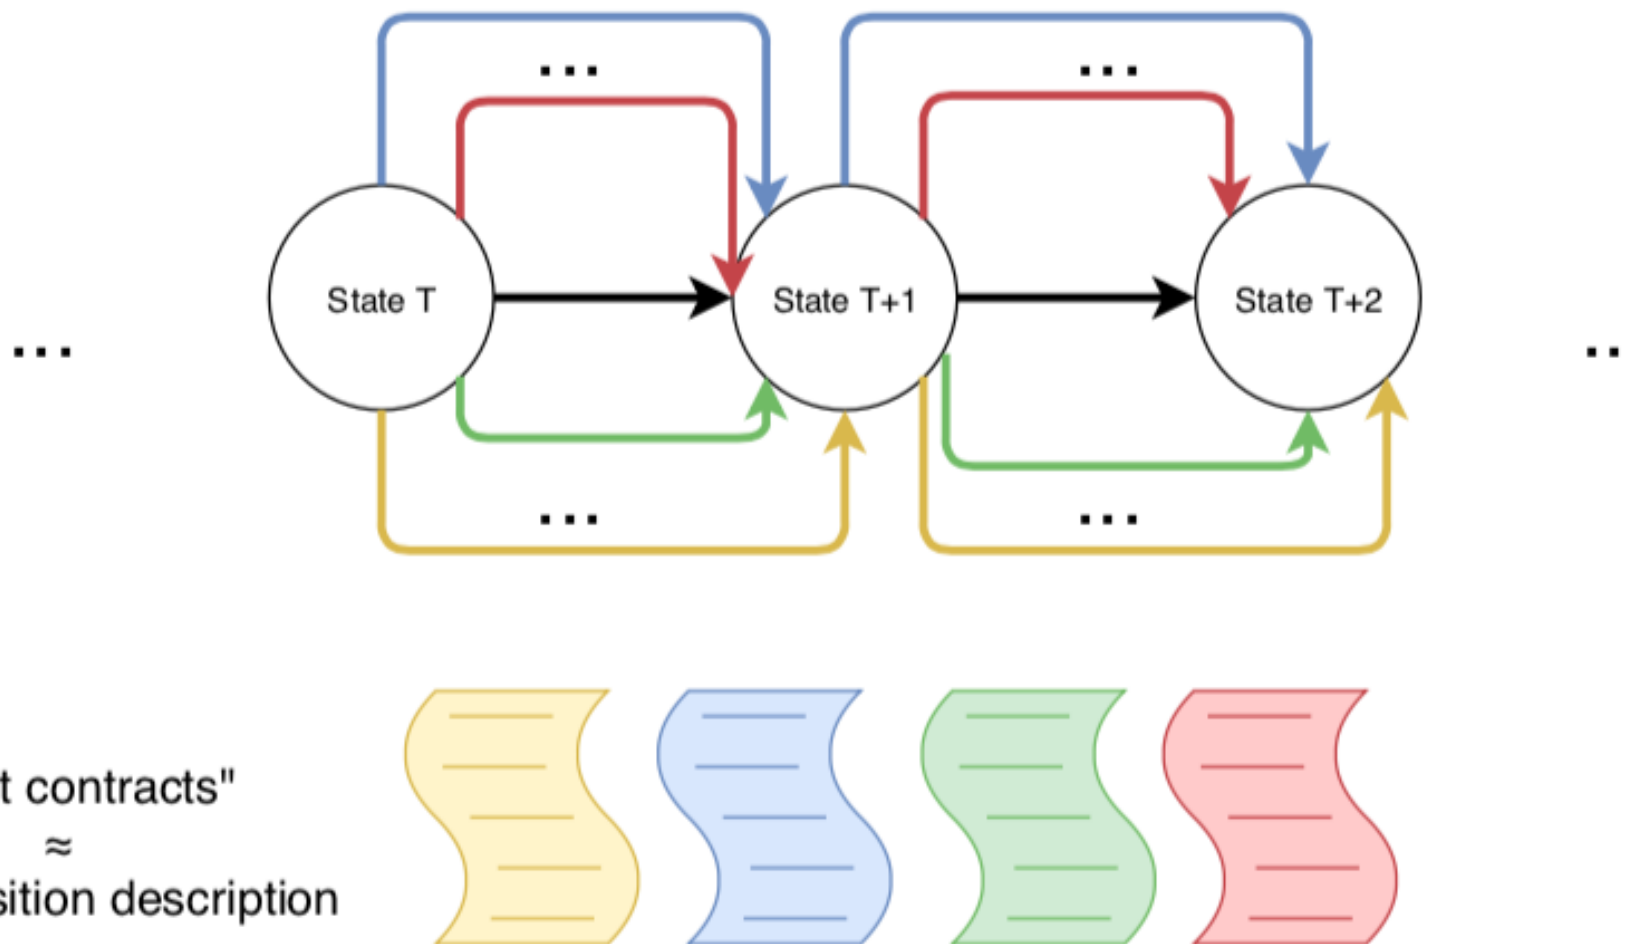 ...
...
State T
State T+1
State T+2
...
..
...
...
t contracts"
≈
sition description